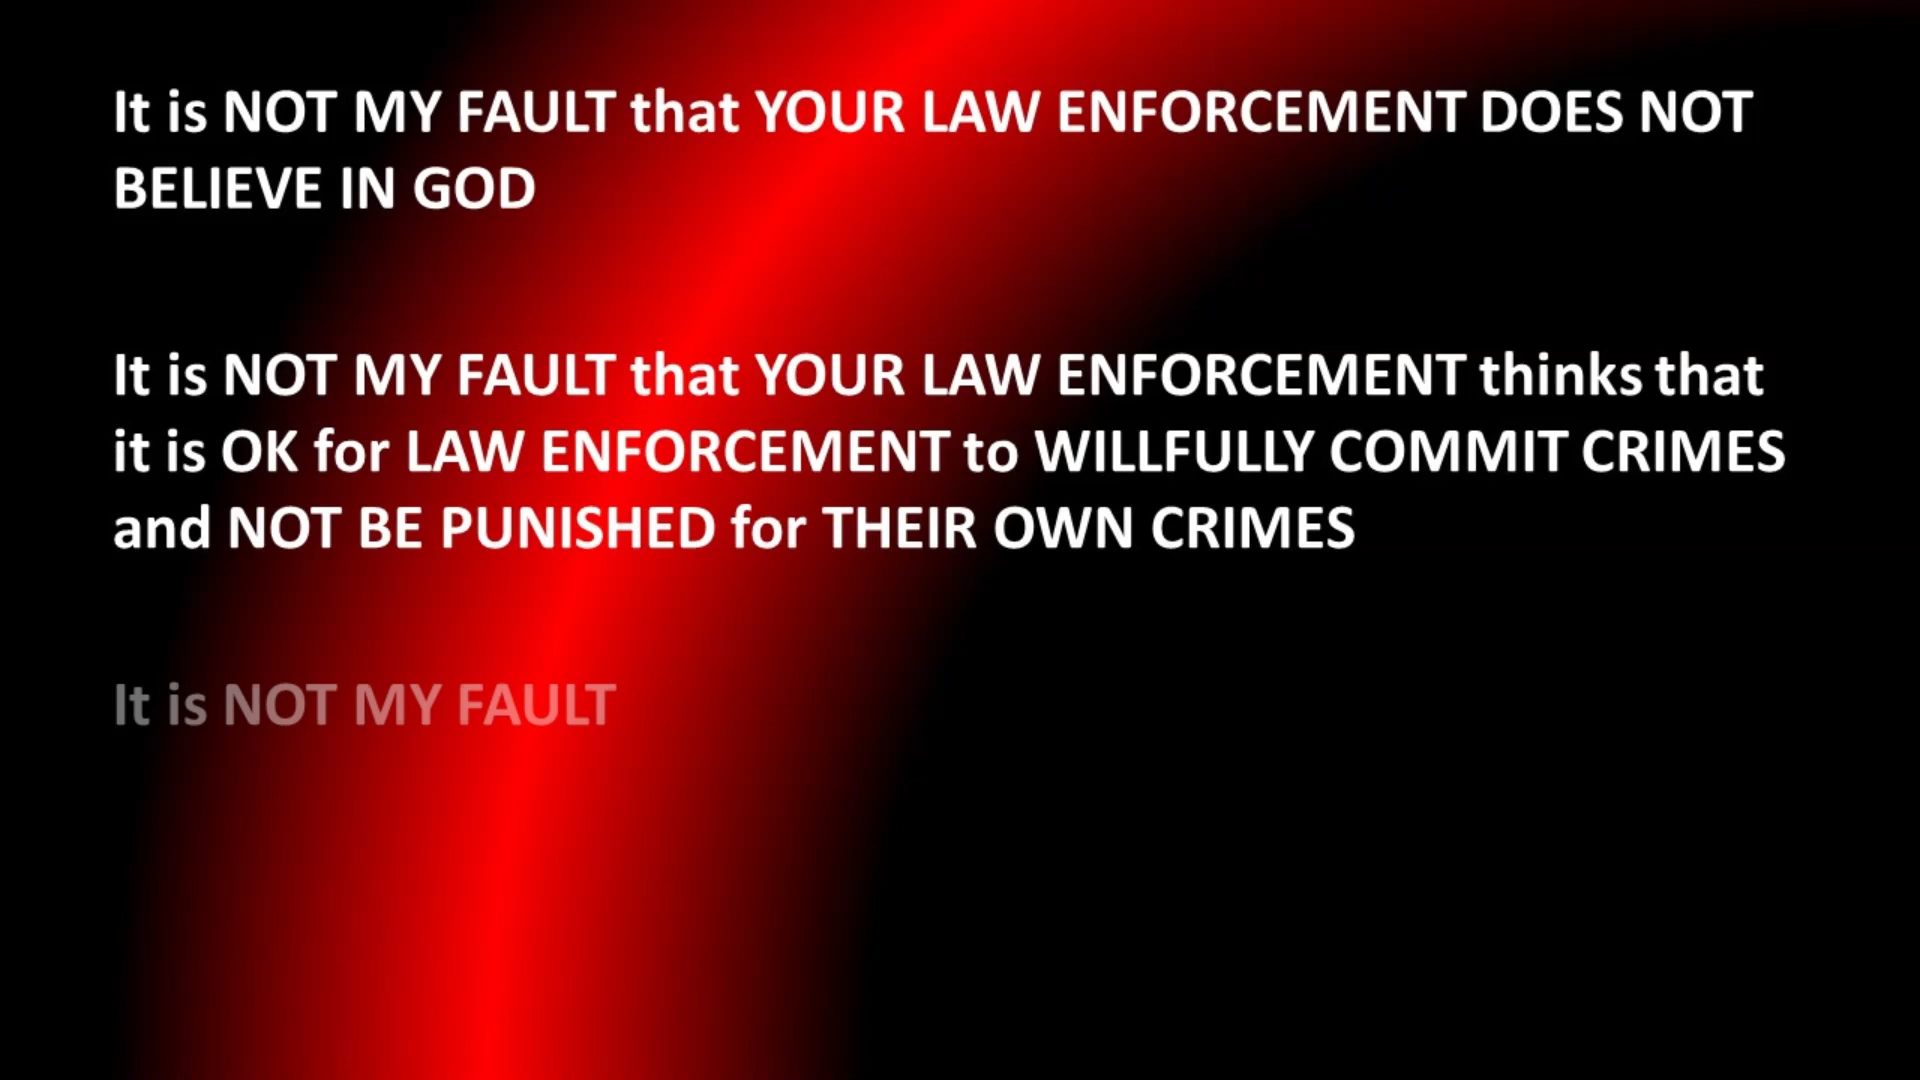 It is NOT MY FAULT that YOUR LAW ENFORCEMENT DOES NOT
BELIEVE IN GOD
It is NOT MY FAULT that YOUR LAW ENFORCEMENT thinks that
it is OK for LAW ENFORCEMENT to WILLFULLY COMMIT CRIMES
and NOT BE PUNISHED for THEIR OWN CRIMES
It is NOT MY FAULT